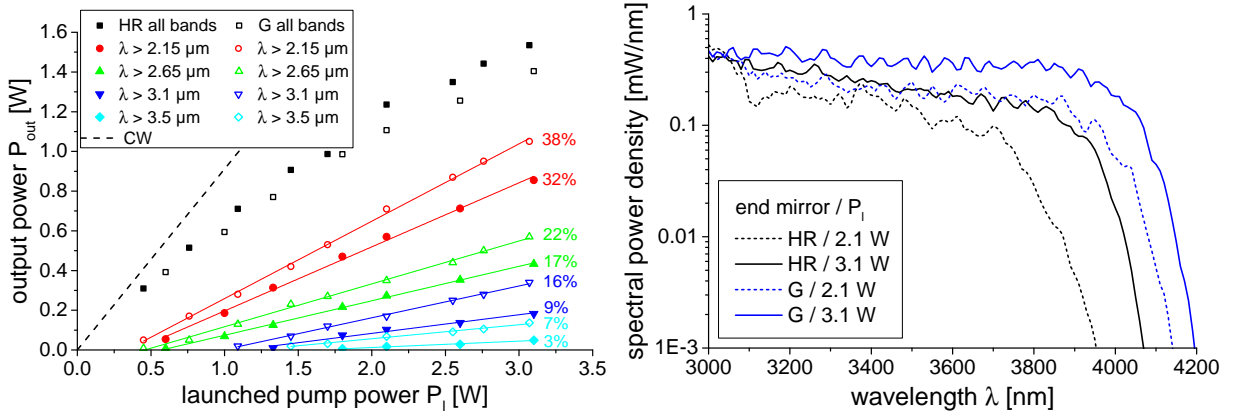 HR all bands
G all bands
λ > 2.15 µm
λ > 2.15 µm
λ > 2.65 µm
λ > 2.65 µm
λ > 3.1 µm
λ > 3.1 µm
λ > 3.5 µm
λ > 3.5 µm
CW
output power P_out [W]
1.6
1.4
1.2
1.0
0.8
0.6
0.4
0.2
0.0
38%
32%
22%
17%
16%
9%
7%
3%
0.0 0.5 1.0 1.5 2.0 2.5 3.0 3.5
launched pump power P_l [W]
spectral power density [mW/nm]
1
0.1
0.01
1E-3
end mirror / P_l
HR / 2.1 W
HR / 3.1 W
G / 2.1 W
G / 3.1 W
3000 3200 3400 3600 3800 4000 4200
wavelength λ [nm]